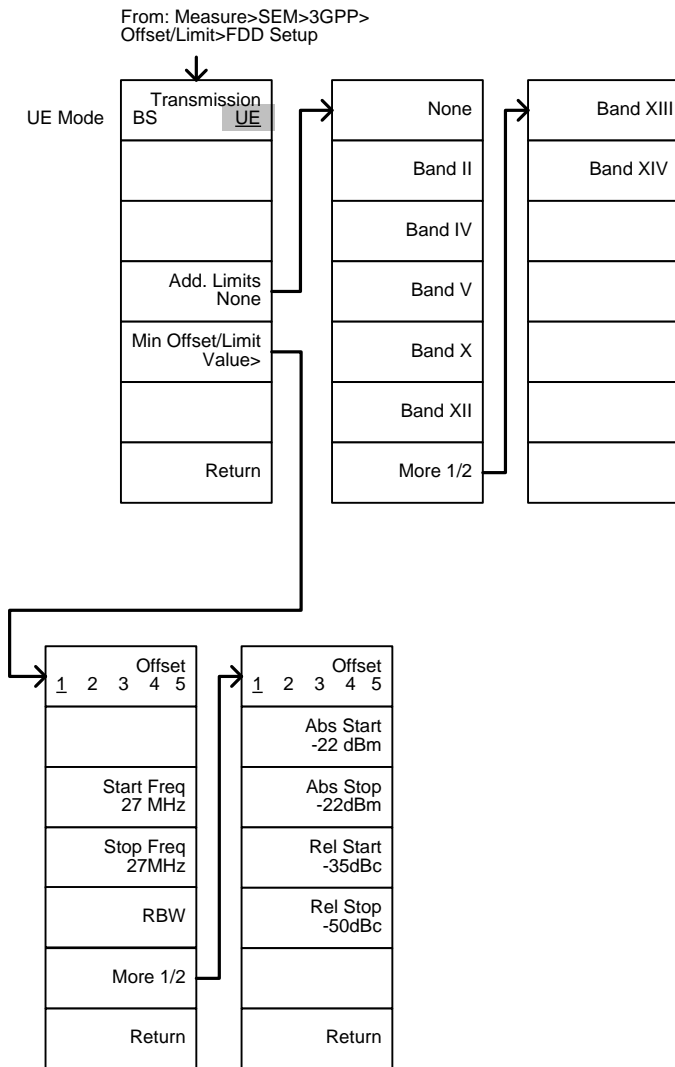 From: Measure>SEM>3GPP>
Offset/Limit>FDD Setup
UE Mode
Transmission
BS UE
Add. Limits
None
Min Offset/Limit
Value>
Return
None
Band II
Band IV
Band V
Band X
Band XII
More 1/2
Band XIII
Band XIV
Offset
1 2 3 4 5
Start Freq
27 MHz
Stop Freq
27MHz
RBW
More 1/2
Return
Offset
1 2 3 4 5
Abs Start
-22 dBm
Abs Stop
-22dBm
Rel Start
-35dBc
Rel Stop
-50dBc
Return